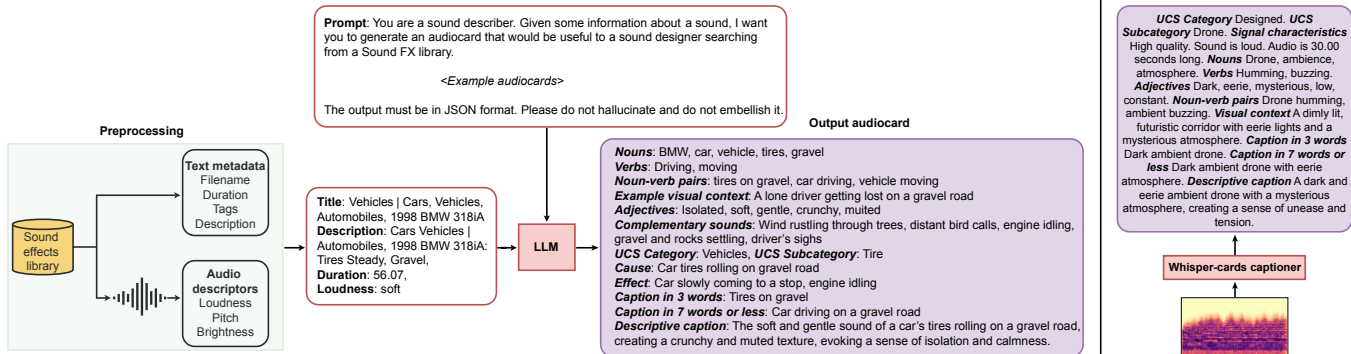 Prompt: You are a sound describer. Given some information about a sound, I want
you to generate an audiocard that would be useful to a sound designer searching
from a Sound FX library.
<Example audiocards>
The output must be in JSON format. Please do not hallucinate and do not embellish it.
Preprocessing
Sound
effects
library
Text metadata
Filename
Duration
Tags
Description
Audio
descriptors
Loudness
Pitch
Brightness
Title: Vehicles | Cars, Vehicles,
Automobiles, 1998 BMW 318iA
Description: Cars Vehicles |
Automobiles, 1998 BMW 318iA:
Tires Steady, Gravel,
Duration: 56.07,
Loudness: soft
LLM
Output audiocard
Nouns: BMW, car, vehicle, tires, gravel
Verbs: Driving, moving
Noun-verb pairs: tires on gravel, car driving, vehicle moving
Example visual context: A lone driver getting lost on a gravel road
Adjectives: Isolated, soft, gentle, crunchy, muited
Complementary sounds: Wind rustling through trees, distant bird calls, engine idling,
gravel and rocks settling, driver's sighs
UCS Category: Vehicles, UCS Subcategory: Tire
Cause: Car tires rolling on gravel road
Effect: Car slowly coming to a stop, engine idling
Caption in 3 words: Tires on gravel
Caption in 7 words or less: Car driving on a gravel road
Descriptive caption: The soft and gentle sound of a car's tires rolling on a gravel road,
creating a crunchy and muted texture, evoking a sense of isolation and calmness.
UCS Category Designed. UCS
Subcategory Drone. Signal characteristics
High quality. Sound is loud. Audio is 30.00
seconds long. Nouns Drone, ambience,
atmosphere. Verbs Humming, buzzing.
Adjectives Dark, eerie, mysterious, low,
constant. Noun-verb pairs Drone humming,
ambient buzzing. Visual context A dimly lit,
futuristic corridor with eerie lights and a
mysterious atmosphere. Caption in 3 words
Dark ambient drone. Caption in 7 words or
less Dark ambient drone with eerie
atmosphere. Descriptive caption A dark and
eerie ambient drone with a mysterious
atmosphere, creating a sense of unease and
tension.
Whisper-cards captioner